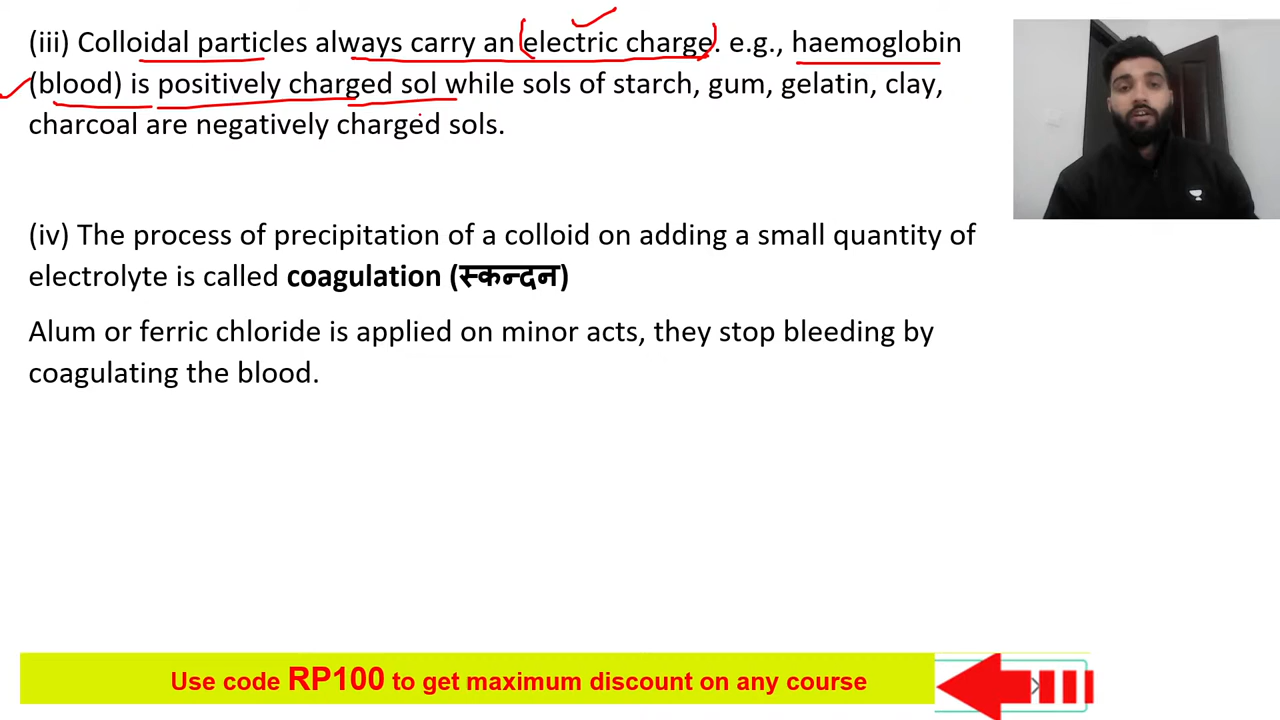 (iii) Colloidal particles always carry an electric charge. e.g., haemoglobin
(blood) is positively charged sol while sols of starch, gum, gelatin, clay,
charcoal are negatively charged sols.
(iv) The process of precipitation of a colloid on adding a small quantity of
electrolyte is called coagulation (स्कन्दन)
Alum or ferric chloride is applied on minor acts, they stop bleeding by
coagulating the blood.
Use code RP100 to get maximum discount on any course